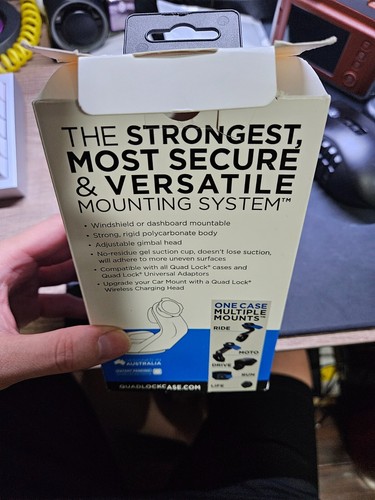 THE STRONGEST,
MOST SECURE
& VERSATILE
MOUNTING SYSTEM™
• Windshield or dashboard mountable
• Strong, rigid polycarbonate body
• Adjustable gimbal head
• No-residue gel suction cup, doesn't lose suction,
will adhere to more uneven surfaces
• Compatible with all Quad Lock® cases and
Quad Lock® Universal Adaptors
• Upgrade your Car Mount with a Quad Lock®
Wireless Charging Head
ONE CASE
MULTIPLE
MOUNTS™
RIDE
MOTO
DRIVE
RUN
LIFE
AUSTRALIA
QUADLOCKCASE.COM